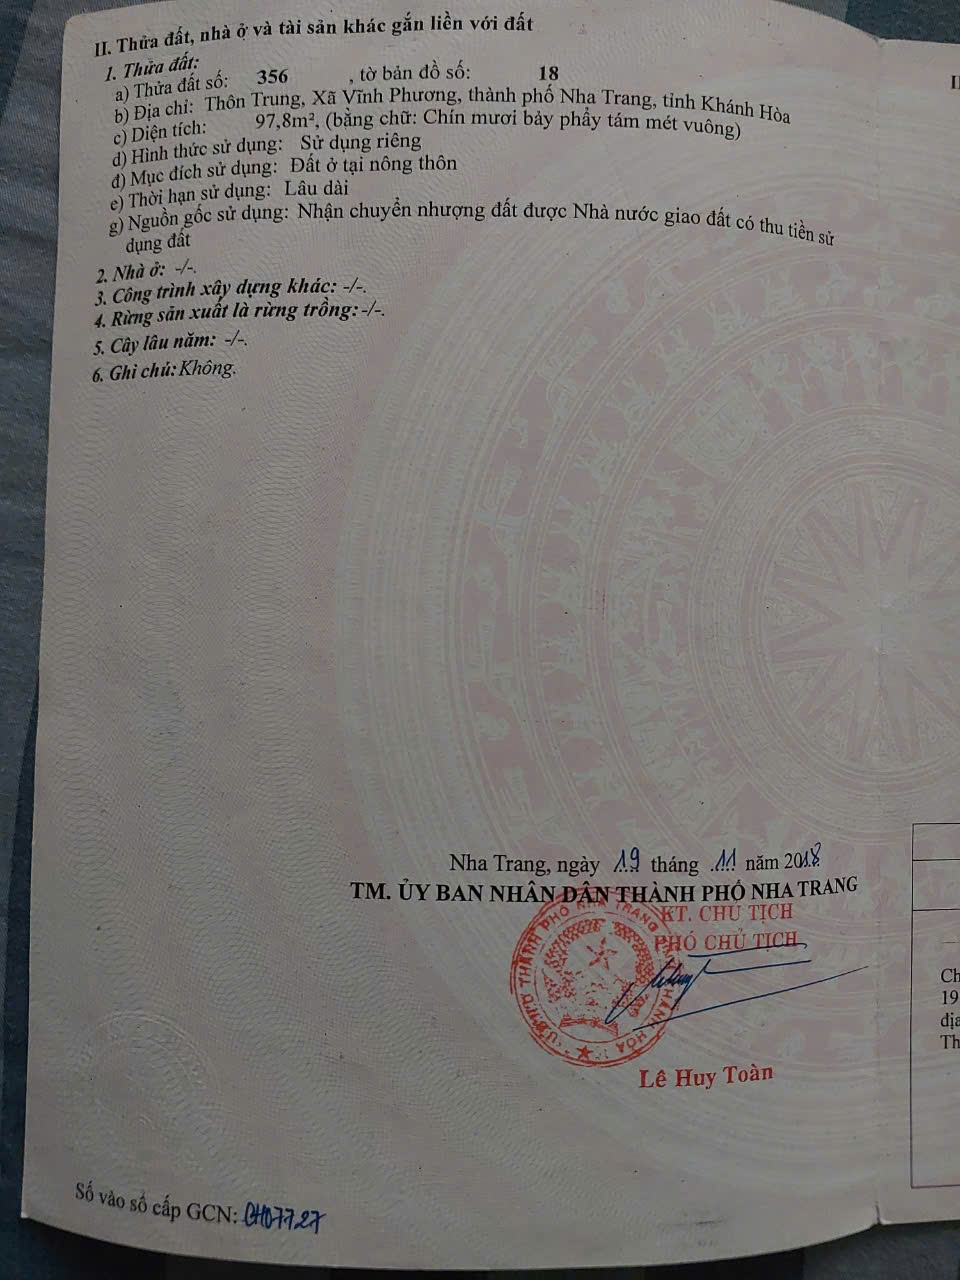 II. Thửa đất, nhà ở và tài sản khác gắn liền với đất
1. Thửa đất:
a) Thửa đất số: 356 , tờ bản đồ số: 18
b) Địa chỉ: Thôn Trung, Xã Vĩnh Phương, thành phố Nha Trang, tỉnh Khánh Hòa
c) Diện tích: 97,8m², (bằng chữ: Chín mươi bảy phẩy tám mét vuông)
d) Hình thức sử dụng: Sử dụng riêng
đ) Mục đích sử dụng: Đất ở tại nông thôn
e) Thời hạn sử dụng: Lâu dài
g) Nguồn gốc sử dụng: Nhận chuyển nhượng đất được Nhà nước giao đất có thu tiền sử
dụng đất
2. Nhà ở: -/-.
3. Công trình xây dựng khác: -/-.
4. Rừng sản xuất là rừng trồng: -/-.
5. Cây lâu năm: -/-.
6. Ghi chú: Không.
Nha Trang, ngày 19 tháng 11 năm 2018
TM. ỦY BAN NHÂN DÂN THÀNH PHỐ NHA TRANG
KT. CHỦ TỊCH
PHÓ CHỦ TỊCH
Lê Huy Toàn
Số vào sổ cấp GCN: CH07727
Ch
19
địa
Th